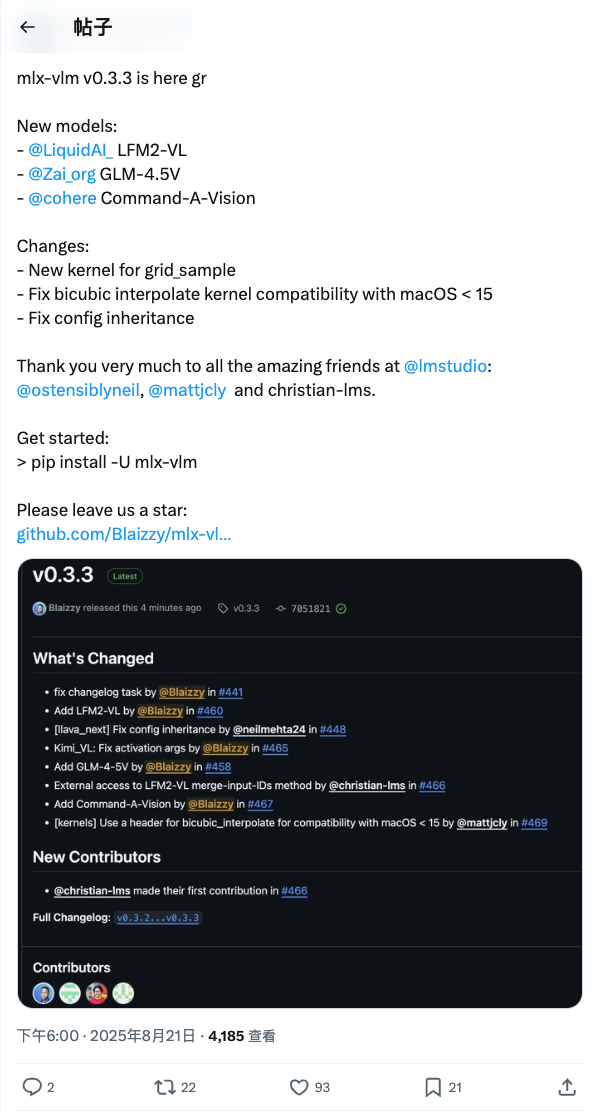 帖子
mlx-vlm v0.3.3 is here gr
New models:
- @LiquidAI_ LFM2-VL
- @Zai_org GLM-4.5V
- @cohere Command-A-Vision
Changes:
- New kernel for grid_sample
- Fix bicubic interpolate kernel compatibility with macOS < 15
- Fix config inheritance
Thank you very much to all the amazing friends at @lmstudio:
@ostensiblyneil, @mattjcly and christian-lms.
Get started:
> pip install -U mlx-vlm
Please leave us a star:
github.com/Blaizzy/mlx-vl...
v0.3.3 Latest
Blaizzy released this 4 minutes ago v0.3.3 7051821
What's Changed
• fix changelog task by @Blaizzy in #441
• Add LFM2-VL by @Blaizzy in #460
• [llava_next] Fix config inheritance by @neilmehta24 in #448
• Kimi_VL: Fix activation args by @Blaizzy in #465
• Add GLM-4-5V by @Blaizzy in #458
• External access to LFM2-VL merge-input-IDs method by @christian-lms in #466
• Add Command-A-Vision by @Blaizzy in #467
• [kernels] Use a header for bicubic_interpolate for compatibility with macOS < 15 by @mattjcly in #469
New Contributors
• @christian-lms made their first contribution in #466
Full Changelog: v0.3.2...v0.3.3
Contributors
下午6:00 · 2025年8月21日 · 4,185 查看
2 22 93 21